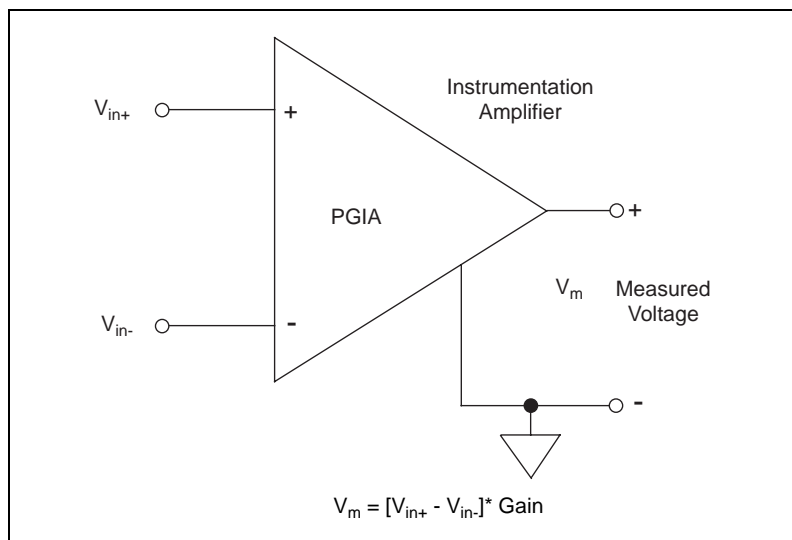 Instrumentation
Amplifier
V_in+
+
PGIA
+
V_m
Measured
Voltage
V_in-
-
-
V_m = [V_in+ - V_in-]* Gain